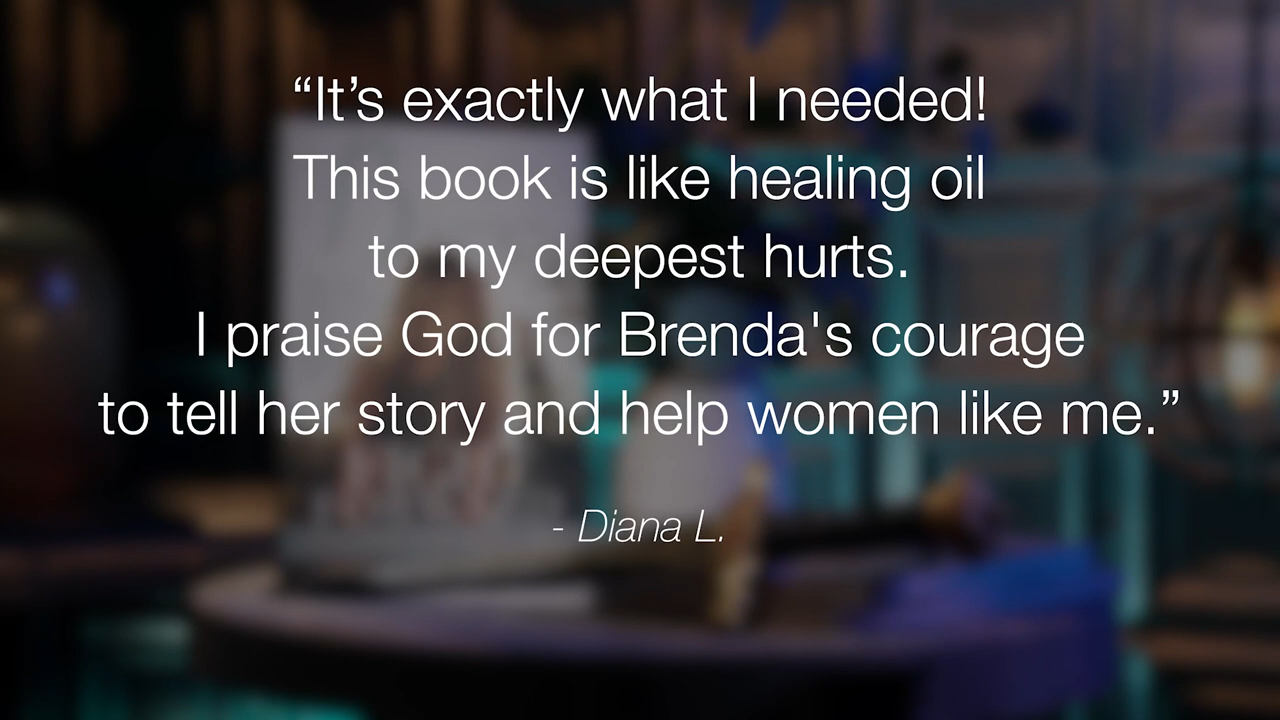 “It’s exactly what I needed!
This book is like healing oil
to my deepest hurts.
I praise God for Brenda's courage
to tell her story and help women like me.”
- Diana L.